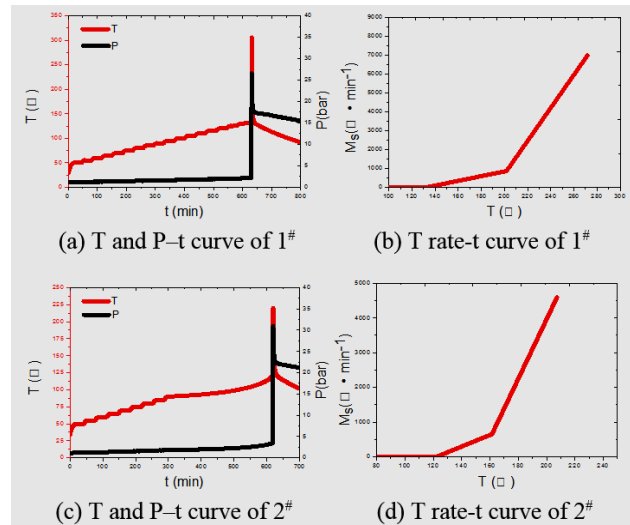 350
300
250
200
150
100
50
0
T (□)
T
P
40
35
30
25
20
15
10
5
0
P(bar)
0 100 200 300 400 500 600 700 800
t (min)
(a) T and P–t curve of 1#
9000
8000
7000
6000
5000
4000
3000
2000
1000
0
Ms(□ • min−1)
100 120 140 160 180 200 220 240 260 280 300
T (□)
(b) T rate-t curve of 1#
250
225
200
175
150
125
100
75
50
25
0
T (□)
T
P
40
35
30
25
20
15
10
5
0
P(bar)
0 100 200 300 400 500 600 700
t (min)
(c) T and P–t curve of 2#
5000
4000
3000
2000
1000
0
Ms(□ • min−1)
80 100 120 140 160 180 200 220 240
T (□)
(d) T rate-t curve of 2#